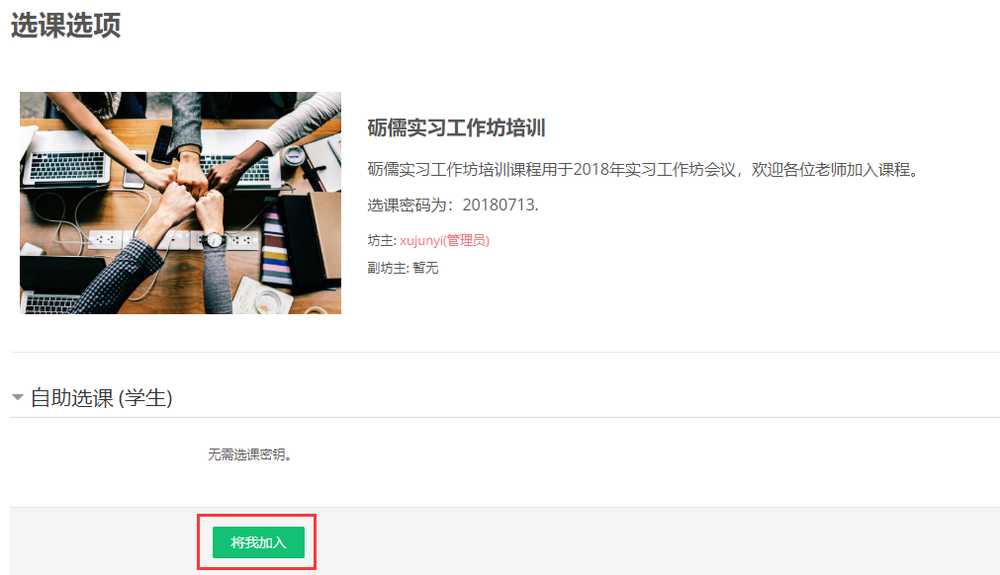 选课选项
砺儒实习工作坊培训
砺儒实习工作坊培训课程用于2018年实习工作坊会议，欢迎各位老师加入课程。
选课密码为：20180713.
坊主: xujunyi(管理员)
副坊主: 暂无
自助选课 (学生)
无需选课密钥。
将我加入